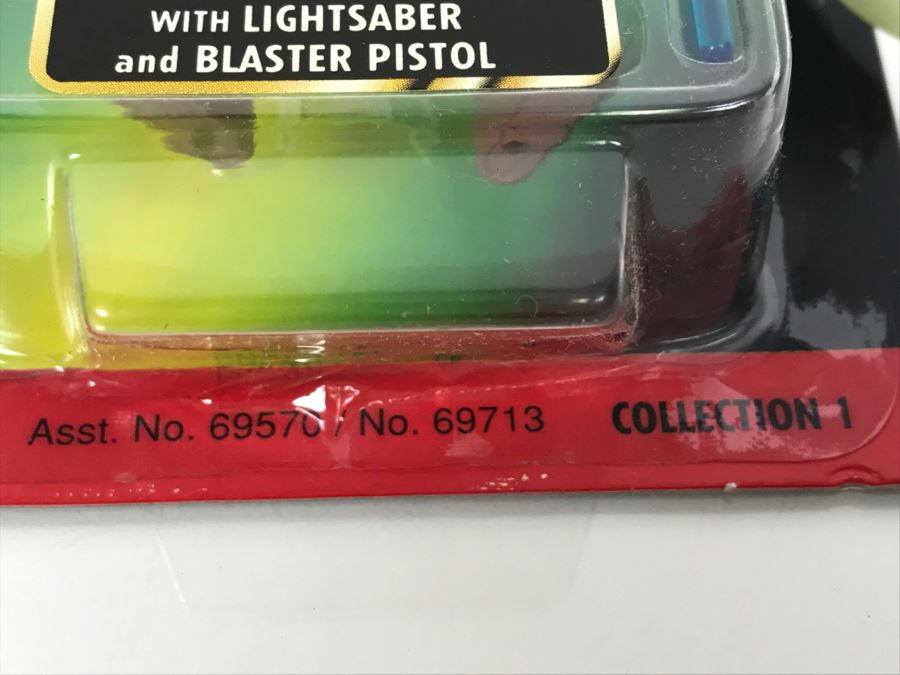 WITH LIGHTSABER
and BLASTER PISTOL
Asst. No. 69570 / No. 69713 COLLECTION 1